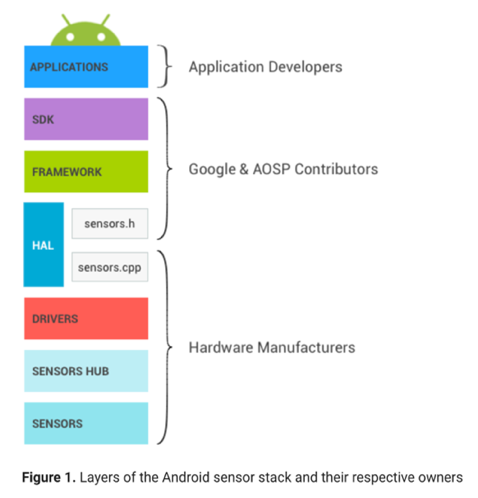 APPLICATIONS
Application Developers
SDK
FRAMEWORK
Google & AOSP Contributors
HAL
sensors.h
sensors.cpp
DRIVERS
SENSORS HUB
SENSORS
Hardware Manufacturers
Figure 1. Layers of the Android sensor stack and their respective owners